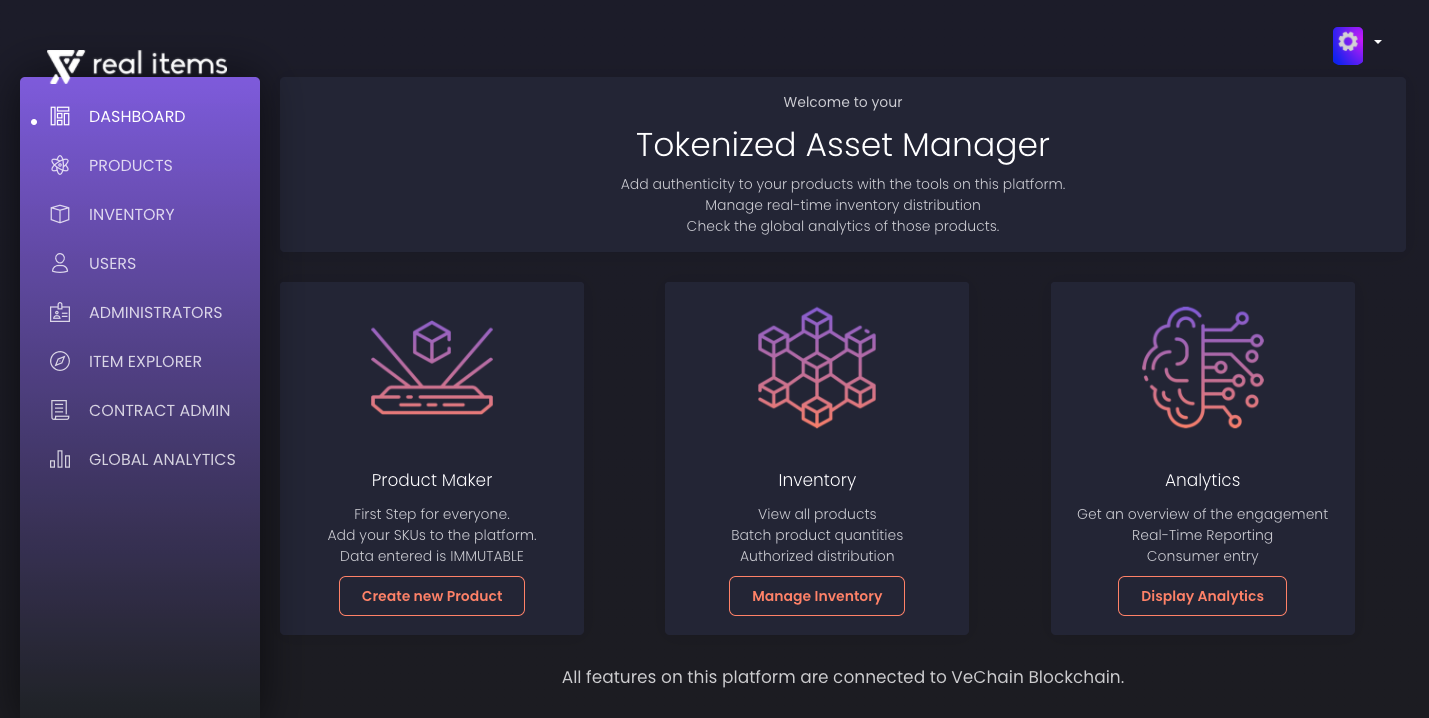 real items
DASHBOARD
PRODUCTS
INVENTORY
USERS
ADMINISTRATORS
ITEM EXPLORER
CONTRACT ADMIN
GLOBAL ANALYTICS
Welcome to your
Tokenized Asset Manager
Add authenticity to your products with the tools on this platform.
Manage real-time inventory distribution
Check the global analytics of those products.
Product Maker
First Step for everyone.
Add your SKUs to the platform.
Data entered is IMMUTABLE
Create new Product
Inventory
View all products
Batch product quantities
Authorized distribution
Manage Inventory
Analytics
Get an overview of the engagement
Real-Time Reporting
Consumer entry
Display Analytics
All features on this platform are connected to VeChain Blockchain.